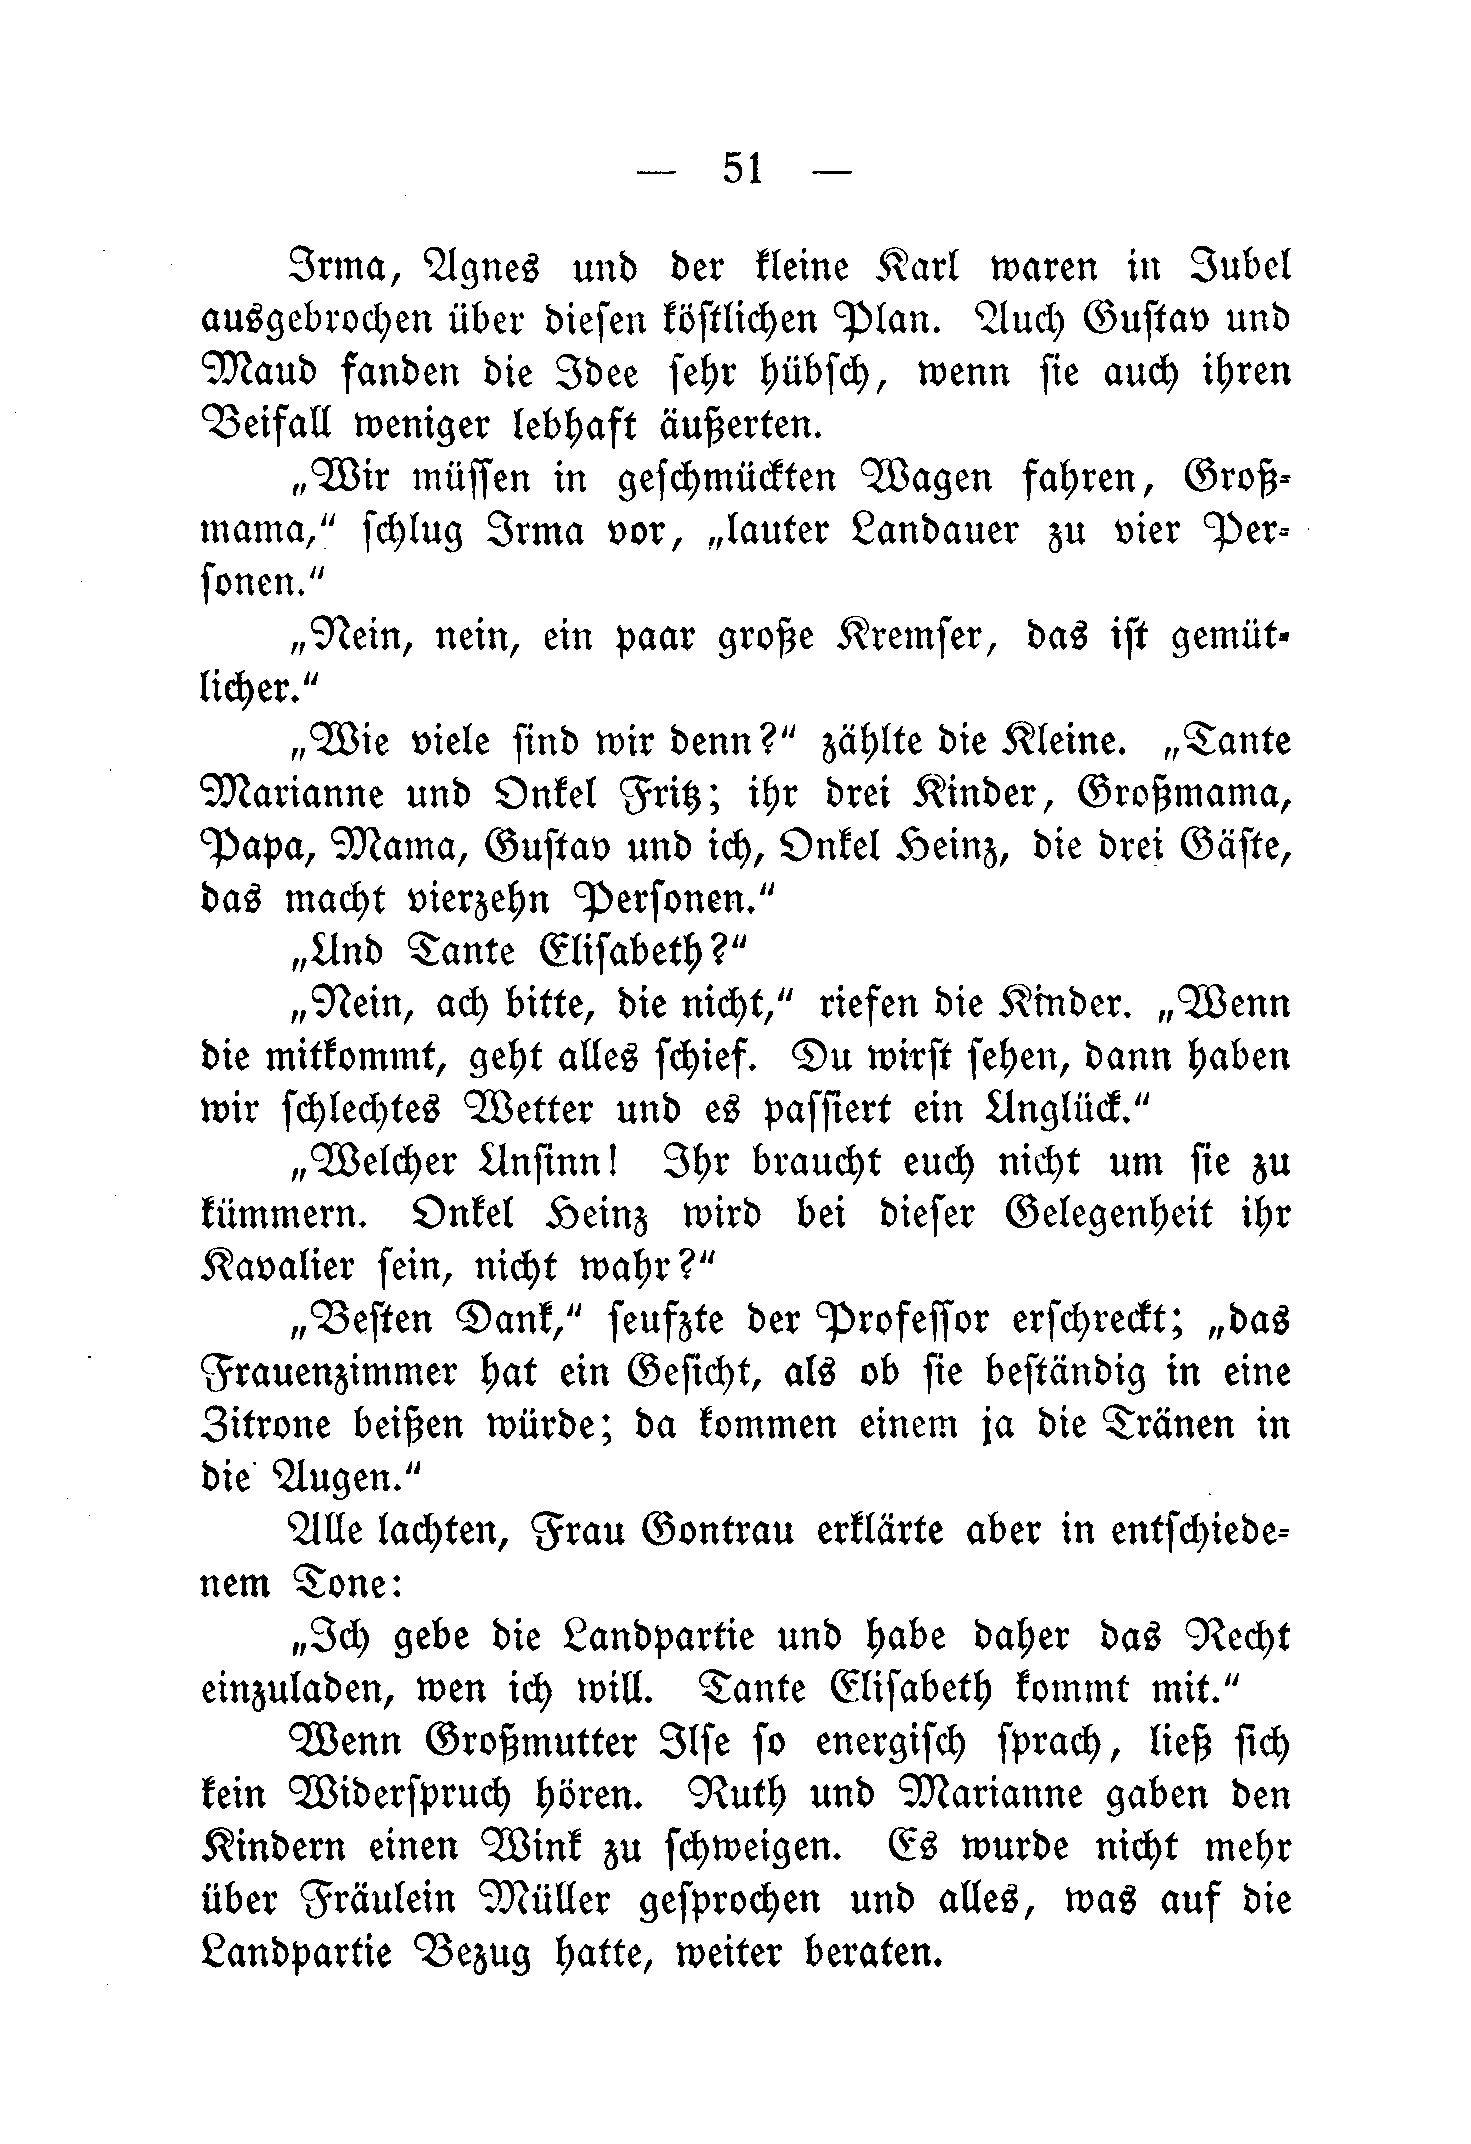 — 51 —
Irma, Agnes und der kleine Karl waren in Jubel
ausgebrochen über diesen köstlichen Plan. Auch Gustav und
Maud fanden die Idee sehr hübsch, wenn sie auch ihren
Beifall weniger lebhaft äußerten.
„Wir müssen in geschmückten Wagen fahren, Groß-
mama,“ schlug Irma vor, „lauter Landauer zu vier Per-
sonen.“
„Nein, nein, ein paar große Kremser, das ist gemüt-
licher.“
„Wie viele sind wir denn?“ zählte die Kleine. „Tante
Marianne und Onkel Fritz; ihr drei Kinder, Großmama,
Papa, Mama, Gustav und ich, Onkel Heinz, die drei Gäste,
das macht vierzehn Personen.“
„Und Tante Elisabeth?“
„Nein, ach bitte, die nicht,“ riefen die Kinder. „Wenn
die mitkommt, geht alles schief. Du wirst sehen, dann haben
wir schlechtes Wetter und es passiert ein Unglück.“
„Welcher Unsinn! Ihr braucht euch nicht um sie zu
kümmern. Onkel Heinz wird bei dieser Gelegenheit ihr
Kavalier sein, nicht wahr?“
„Besten Dank,“ seufzte der Professor erschreckt; „das
Frauenzimmer hat ein Gesicht, als ob sie beständig in eine
Zitrone beißen würde; da kommen einem ja die Tränen in
die Augen.“
Alle lachten, Frau Gontrau erklärte aber in entschiede-
nem Tone:
„Ich gebe die Landpartie und habe daher das Recht
einzuladen, wen ich will. Tante Elisabeth kommt mit.“
Wenn Großmutter Ilse so energisch sprach, ließ sich
kein Widerspruch hören. Ruth und Marianne gaben den
Kindern einen Wink zu schweigen. Es wurde nicht mehr
über Fräulein Müller gesprochen und alles, was auf die
Landpartie Bezug hatte, weiter beraten.